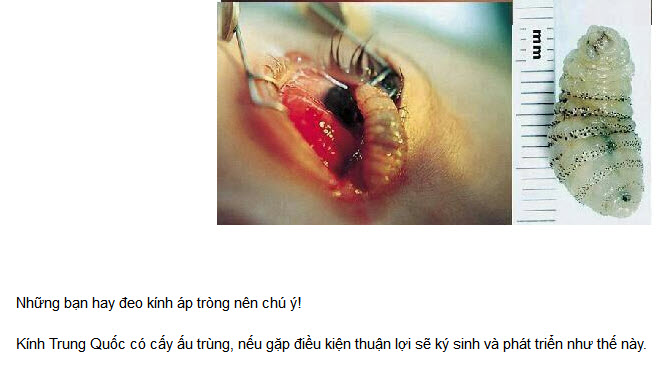 mm
Những bạn hay đeo kính áp tròng nên chú ý!
Kính Trung Quốc có cấy ấu trùng, nếu gặp điều kiện thuận lợi sẽ ký sinh và phát triển như thế này.